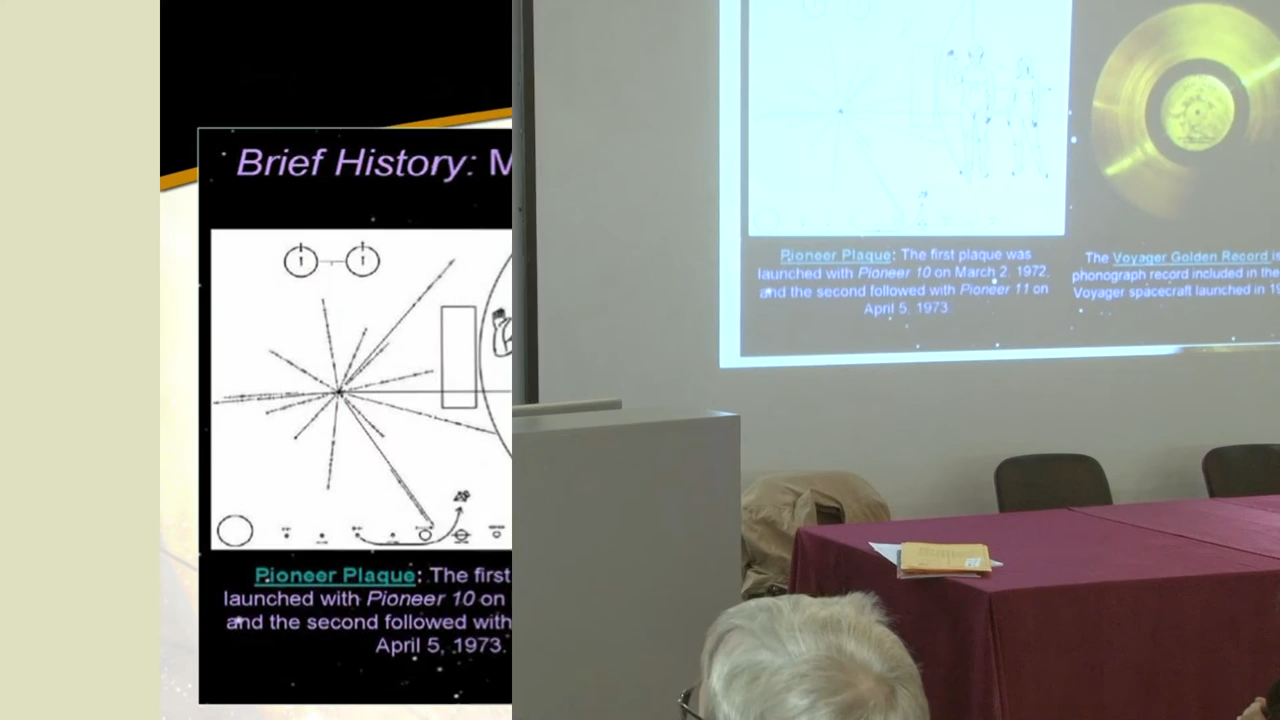 Brief History: M
Pioneer Plaque: The first
launched with Pioneer 10 on
and the second followed with
April 5, 1973.
Pioneer Plaque: The first plaque was
launched with Pioneer 10 on March 2, 1972,
and the second followed with Pioneer 11 on
April 5, 1973
The Voyager Golden Record is
phonograph record included in the
Voyager spacecraft launched in 19